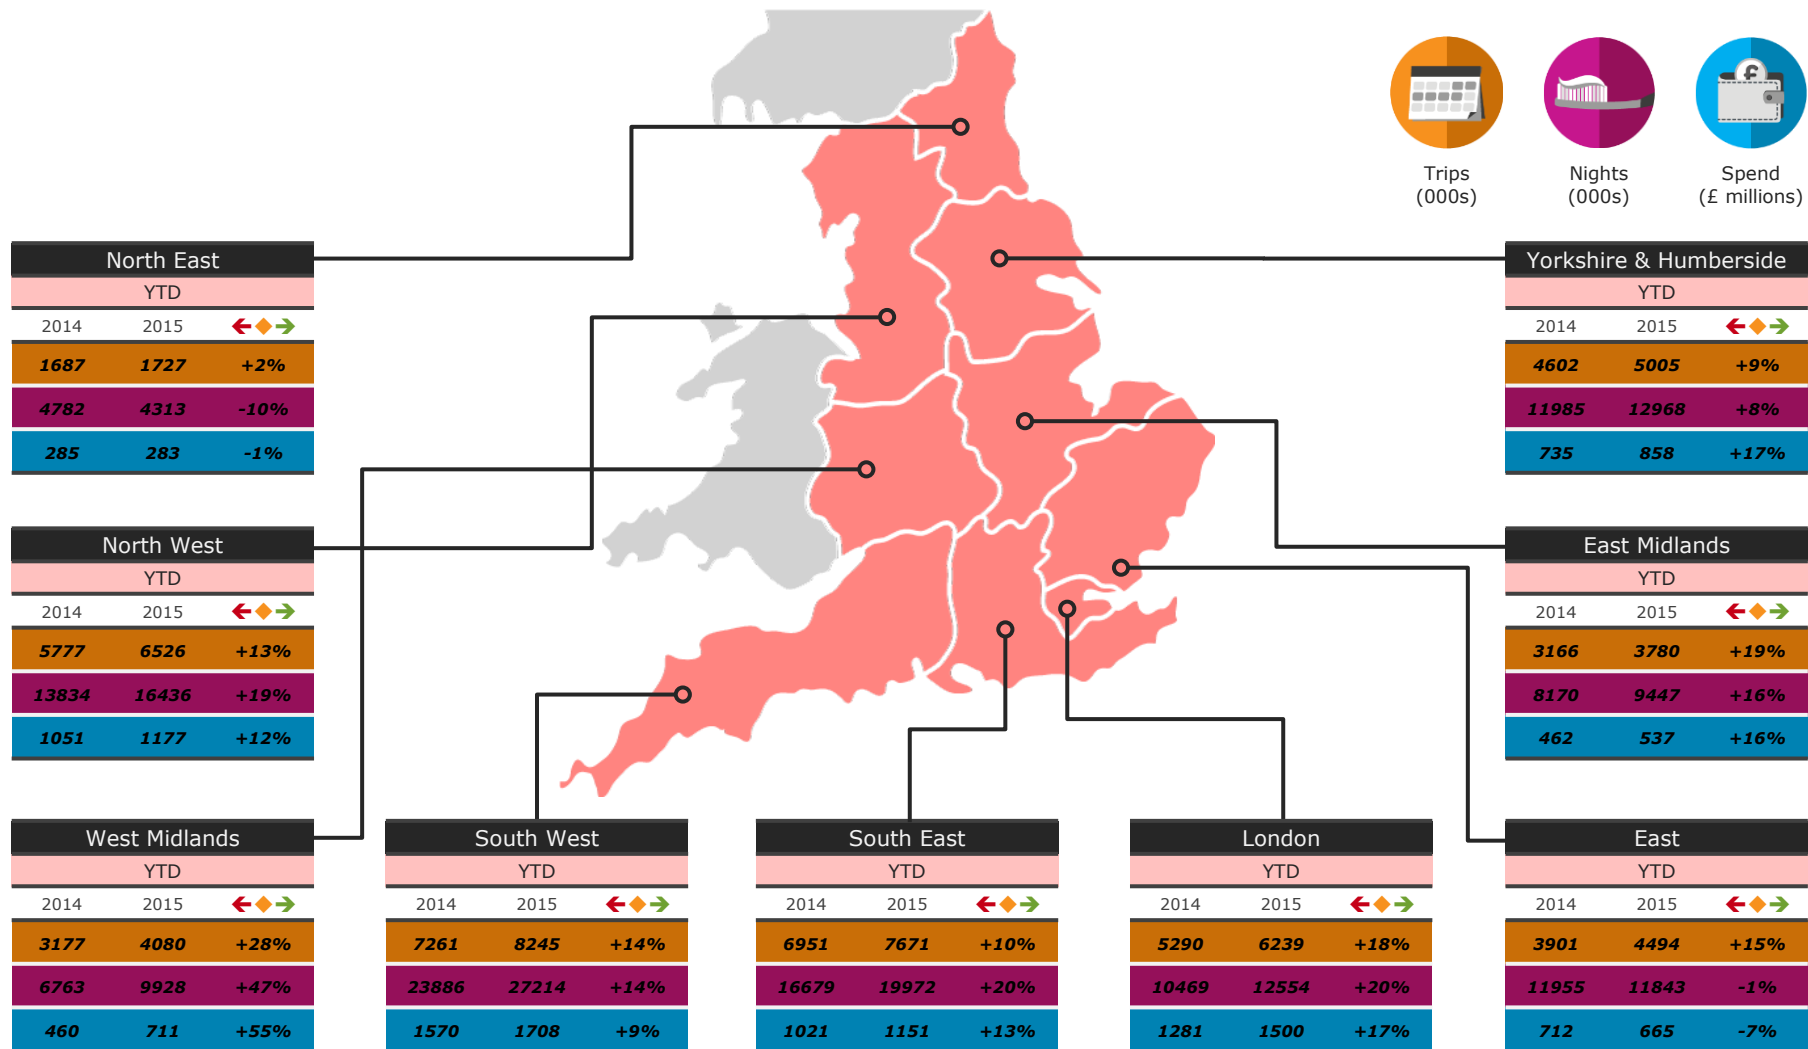 Trips
(000s)
Nights
(000s)
Spend
(£ millions)
£
North East
YTD
2014 2015
1687 1727 +2%
4782 4313 -10%
285 283 -1%
Yorkshire & Humberside
YTD
2014 2015
4602 5005 +9%
11985 12968 +8%
735 858 +17%
North West
YTD
2014 2015
5777 6526 +13%
13834 16436 +19%
1051 1177 +12%
East Midlands
YTD
2014 2015
3166 3780 +19%
8170 9447 +16%
462 537 +16%
West Midlands
YTD
2014 2015
3177 4080 +28%
6763 9928 +47%
460 711 +55%
South West
YTD
2014 2015
7261 8245 +14%
23886 27214 +14%
1570 1708 +9%
South East
YTD
2014 2015
6951 7671 +10%
16679 19972 +20%
1021 1151 +13%
London
YTD
2014 2015
5290 6239 +18%
10469 12554 +20%
1281 1500 +17%
East
YTD
2014 2015
3901 4494 +15%
11955 11843 -1%
712 665 -7%